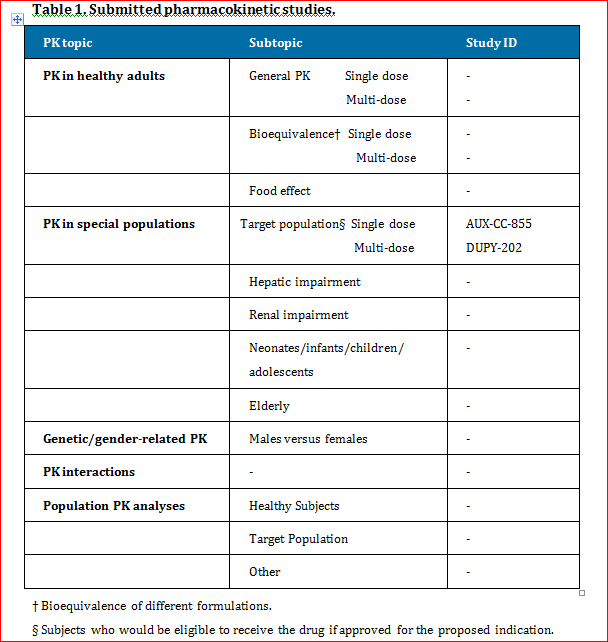 Table 1. Submitted pharmacokinetic studies.
PK topic Subtopic Study ID
PK in healthy adults General PK Single dose -
Multi-dose -
Bioequivalence† Single dose -
Multi-dose -
Food effect -
PK in special populations Target population§ Single dose AUX-CC-855
Multi-dose DUPY-202
Hepatic impairment -
Renal impairment -
Neonates/infants/children/ -
adolescents
Elderly -
Genetic/gender-related PK Males versus females -
PK interactions - -
Population PK analyses Healthy Subjects -
Target Population -
Other -
† Bioequivalence of different formulations.
§ Subjects who would be eligible to receive the drug if approved for the proposed indication.